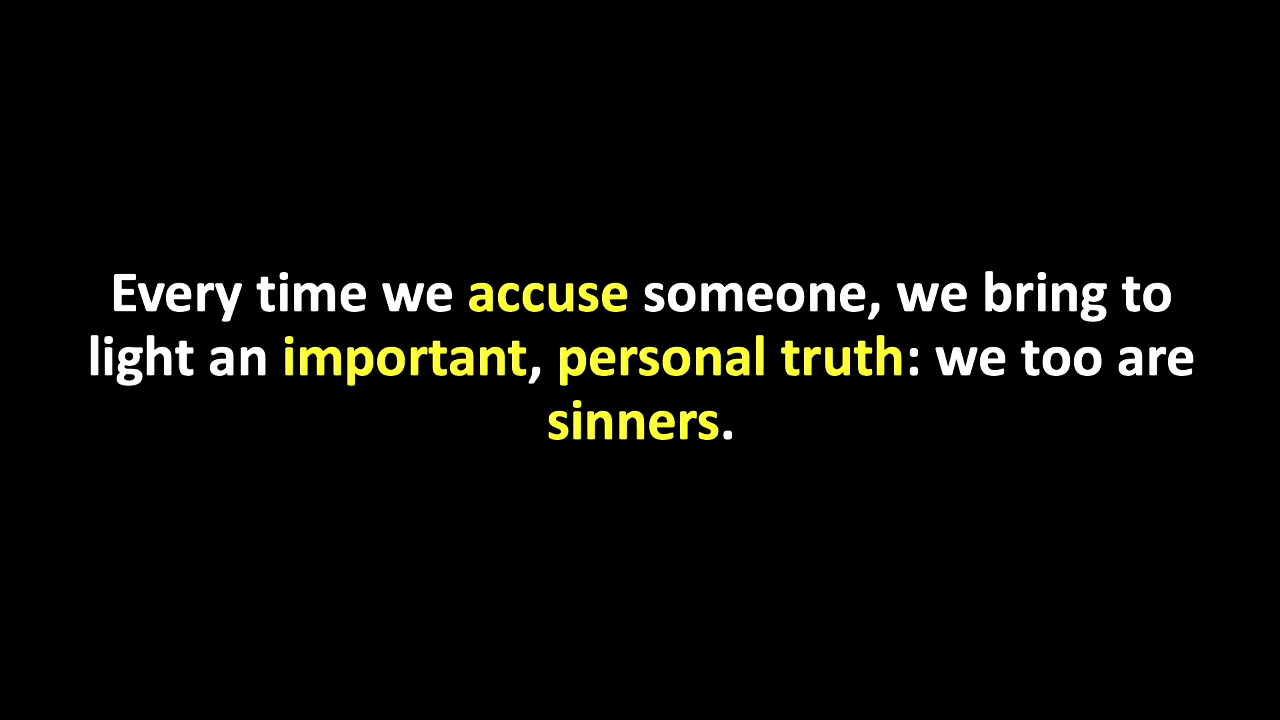 Every time we accuse someone, we bring to
light an important, personal truth: we too are
sinners.